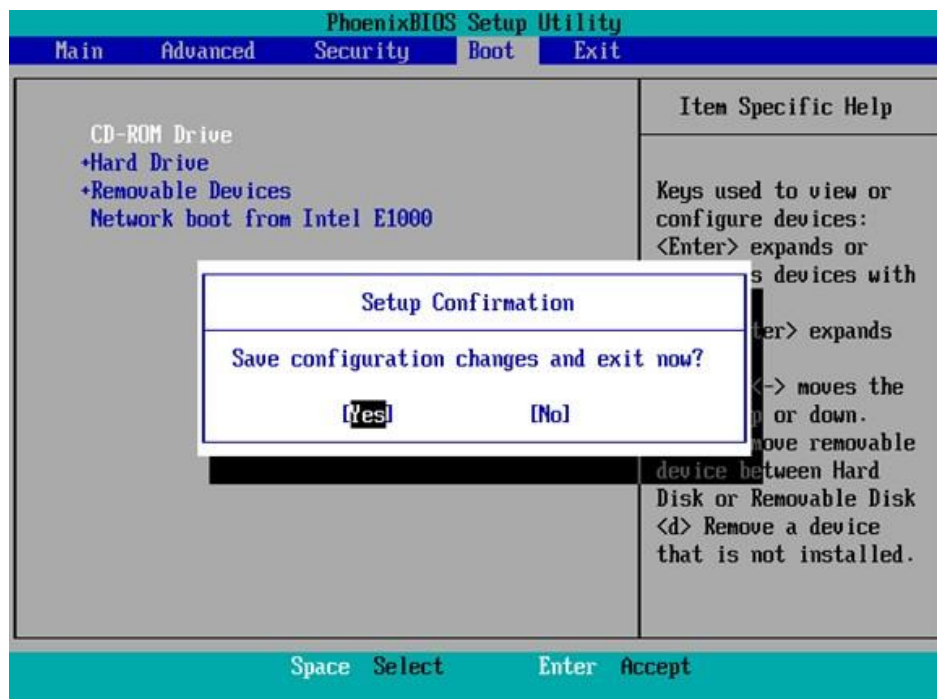 PhoenixBIOS Setup Utility
Main Advanced Security Boot Exit
CD-ROM Drive
+Hard Drive
+Removable Devices
Network boot from Intel E1000
Item Specific Help
Keys used to view or
configure devices:
<Enter> expands or
s devices with
ter> expands
<-> moves the
p or down.
move removable
device between Hard
Disk or Removable Disk
<d> Remove a device
that is not installed.
Setup Confirmation
Save configuration changes and exit now?
[Yes] [No]
Space Select Enter Accept